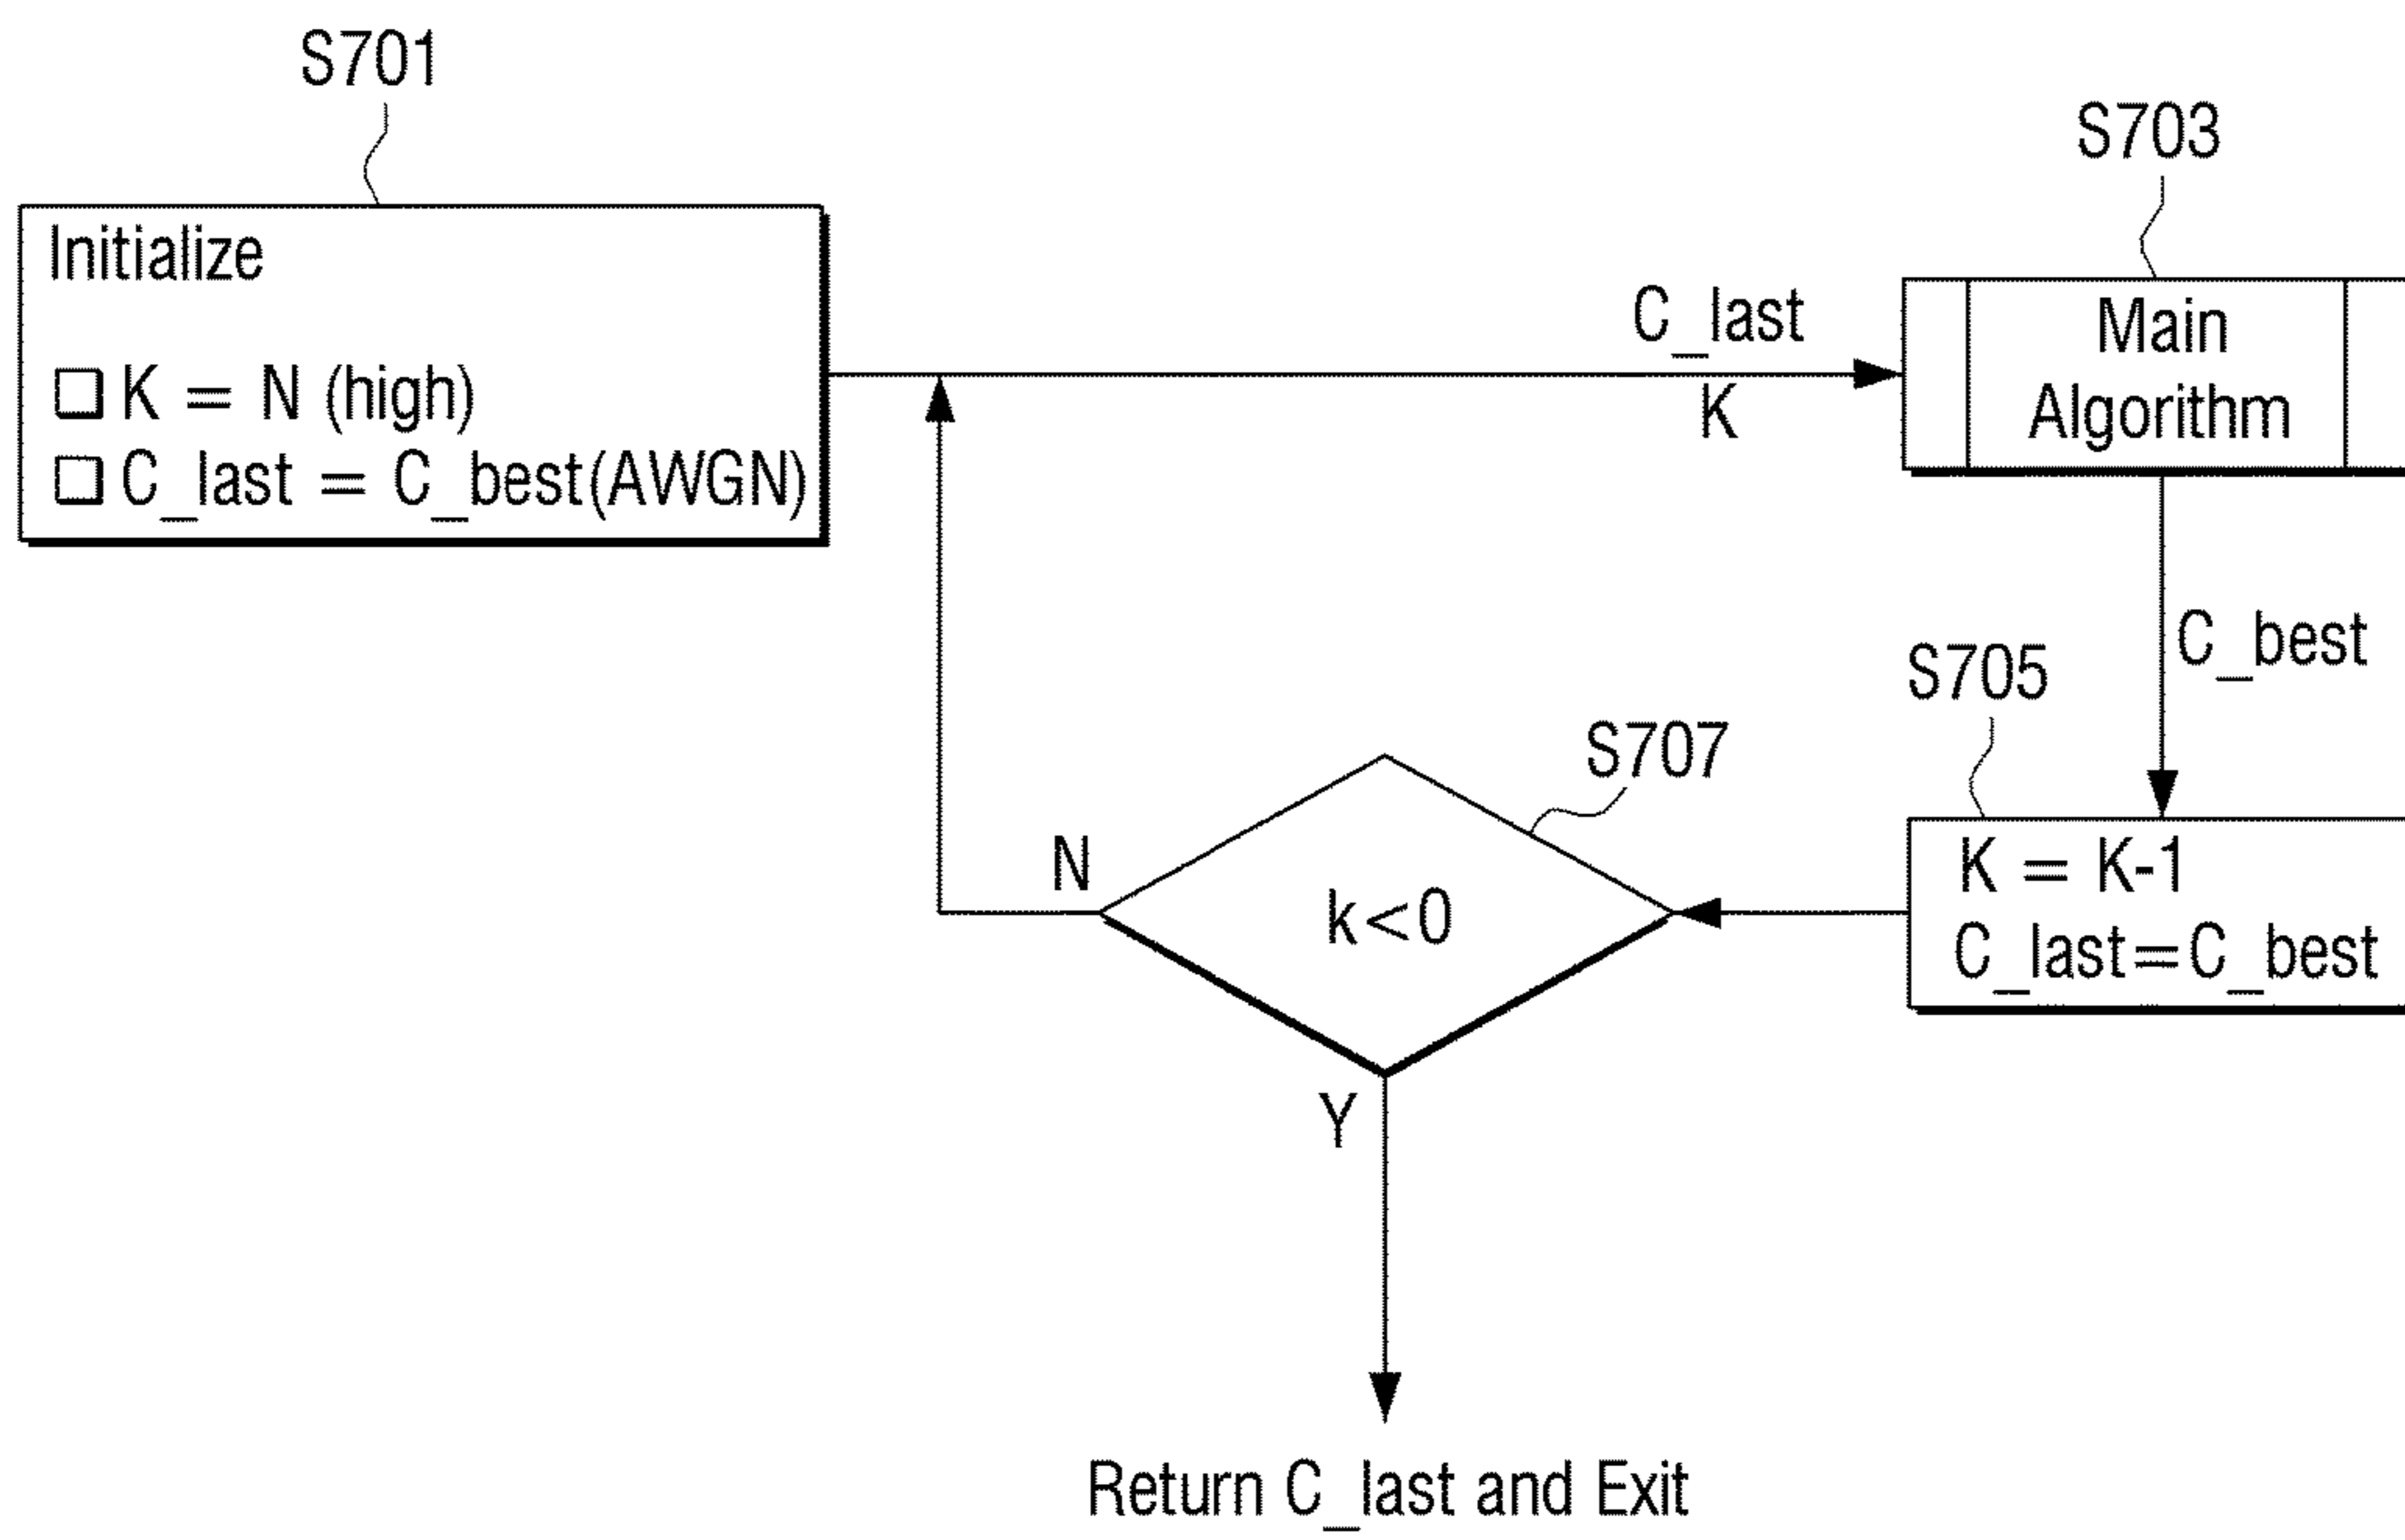 S701
Initialize
K = N (high)
C_last = C_best(AWGN)
S703
C_last
K
Main
Algorithm
C_best
S705
K = K-1
C_last=C_best
S707
k<0
N
Y
Return C_last and Exit